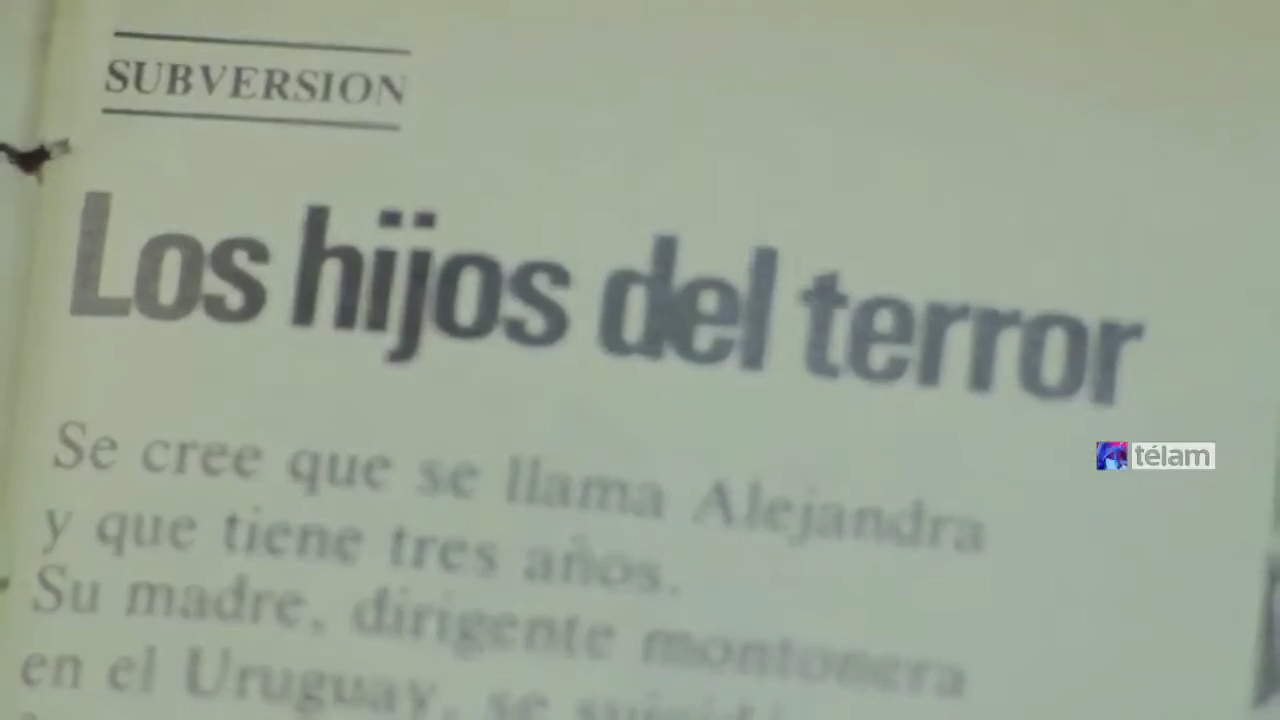 SUBVERSION
Los hijos del terror
Se cree que se llama Alejandra
y que tiene tres años.
Su madre, dirigente montonera
en el Uruguay, se
télam